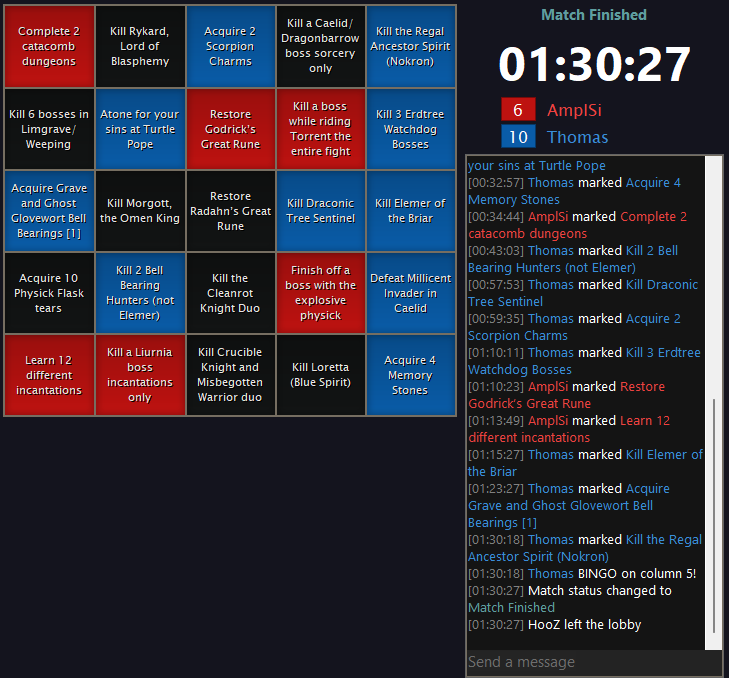 Complete 2
catacomb
dungeons
Kill Rykard,
Lord of
Blasphemy
Acquire 2
Scorpion
Charms
Kill a Caelid/
Dragonbarrow
boss sorcery
only
Kill the Regal
Ancestor Spirit
(Nokron)
Kill 6 bosses in
Limgrave/
Weeping
Atone for your
sins at Turtle
Pope
Restore
Godrick's
Great Rune
Kill a boss
while riding
Torrent the
entire fight
Kill 3 Erdtree
Watchdog
Bosses
Acquire Grave
and Ghost
Glovewort Bell
Bearings [1]
Kill Morgott,
the Omen King
Restore
Radahn's Great
Rune
Kill Draconic
Tree Sentinel
Kill Elemer of
the Briar
Acquire 10
Physick Flask
tears
Kill 2 Bell
Bearing
Hunters (not
Elemer)
Kill the
Cleanrot
Knight Duo
Finish off a
boss with the
explosive
physick
Defeat Millicent
Invader in
Caelid
Learn 12
different
incantations
Kill a Liurnia
boss
incantations
only
Kill Crucible
Knight and
Misbegotten
Warrior duo
Kill Loretta
(Blue Spirit)
Acquire 4
Memory
Stones
Match Finished
01:30:27
6 AmplSi
10 Thomas
your sins at Turtle Pope
[00:32:57] Thomas marked Acquire 4
Memory Stones
[00:34:44] AmplSi marked Complete 2
catacomb dungeons
[00:43:03] Thomas marked Kill 2 Bell
Bearing Hunters (not Elemer)
[00:57:53] Thomas marked Kill Draconic
Tree Sentinel
[00:59:35] Thomas marked Acquire 2
Scorpion Charms
[01:10:11] Thomas marked Kill 3 Erdtree
Watchdog Bosses
[01:10:23] AmplSi marked Restore
Godrick's Great Rune
[01:13:49] AmplSi marked Learn 12
different incantations
[01:15:27] Thomas marked Kill Elemer of
the Briar
[01:23:27] Thomas marked Acquire
Grave and Ghost Glovewort Bell
Bearings [1]
[01:30:18] Thomas marked Kill the Regal
Ancestor Spirit (Nokron)
[01:30:18] Thomas BINGO on column 5!
[01:30:27] Match status changed to
Match Finished
[01:30:27] HooZ left the lobby
Send a message